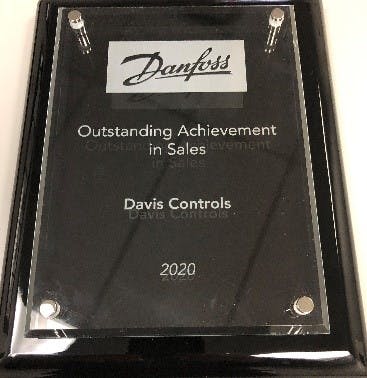 Danfoss
Outstanding Achievement
in Sales
Davis Controls
2020